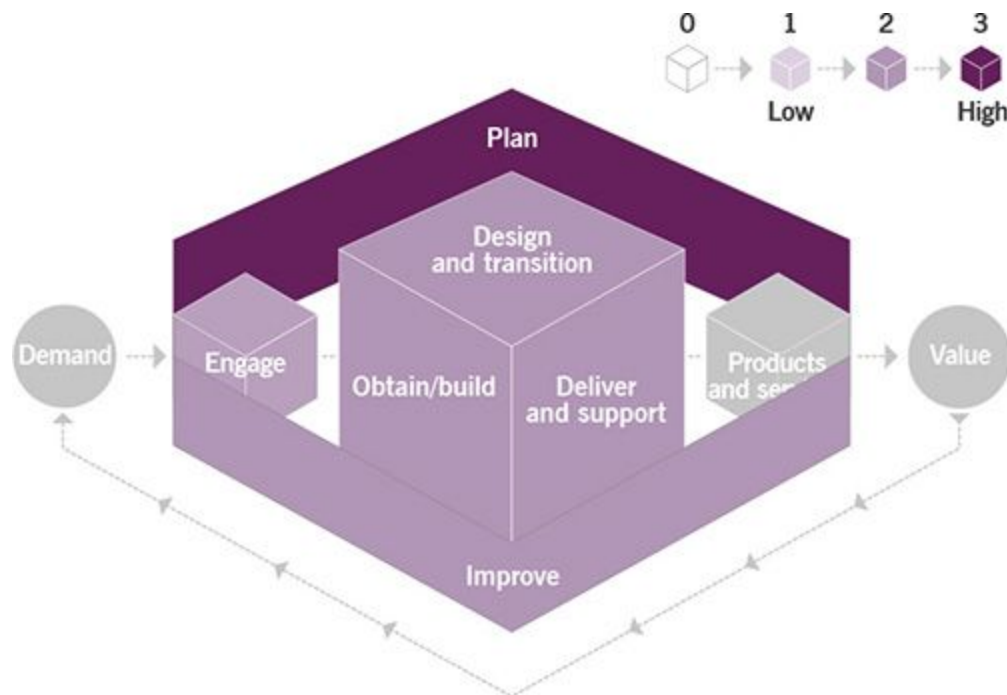 0 1 2 3
Low High
Plan
Design
and transition
Demand
Engage
Obtain/build
Deliver
and support
Products
and
Value
Improve